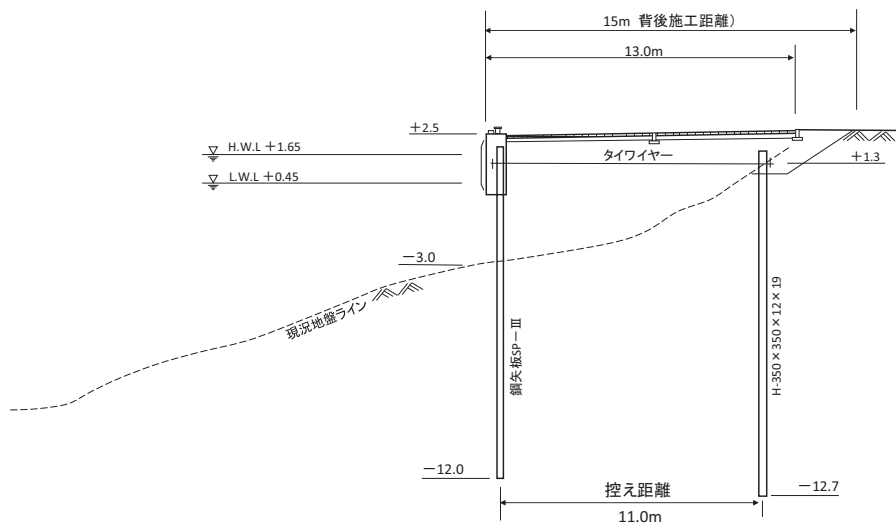 15m 背後施工距離)
13.0m
+2.5
H.W.L +1.65
タイワイヤー
+1.3
L.W.L +0.45
-3.0
現況地盤ライン
鋼矢板SP-Ⅲ
H-350×350×12×19
-12.0
控え距離
-12.7
11.0m